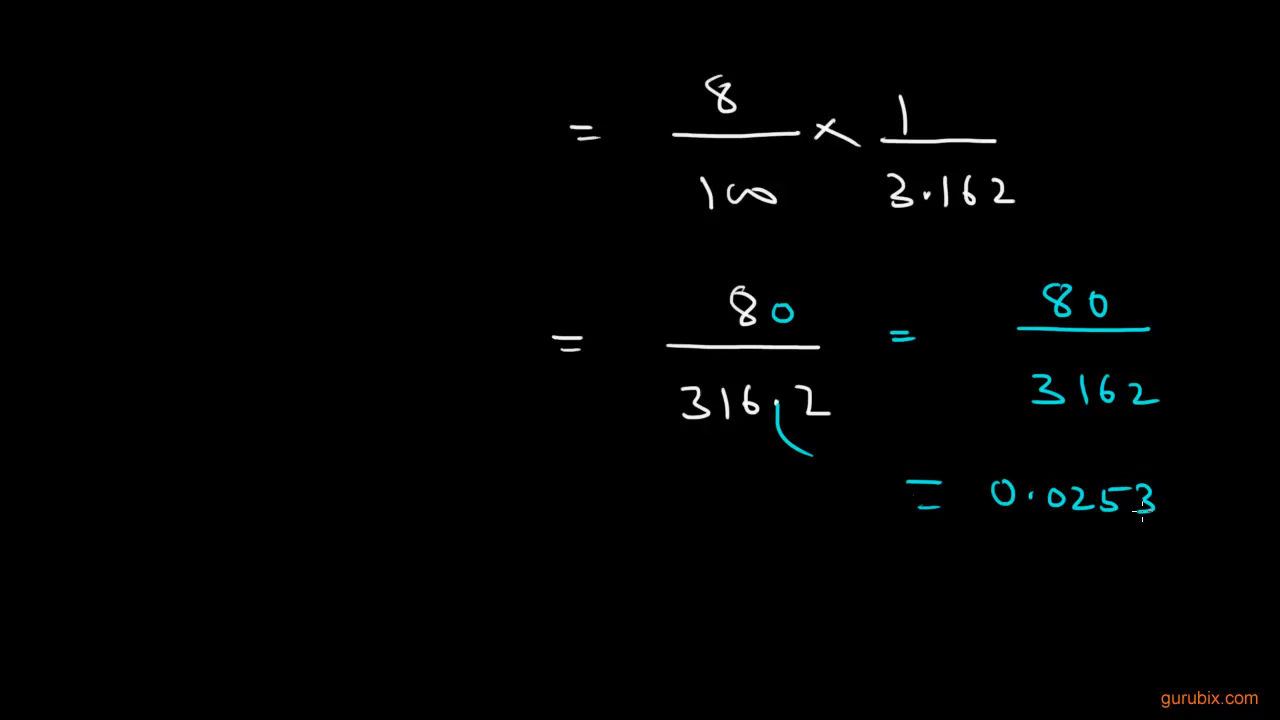 = 8/100 × 1/3.162
= 80/316.2 = 80/3162
= 0.0253
gurubix.com